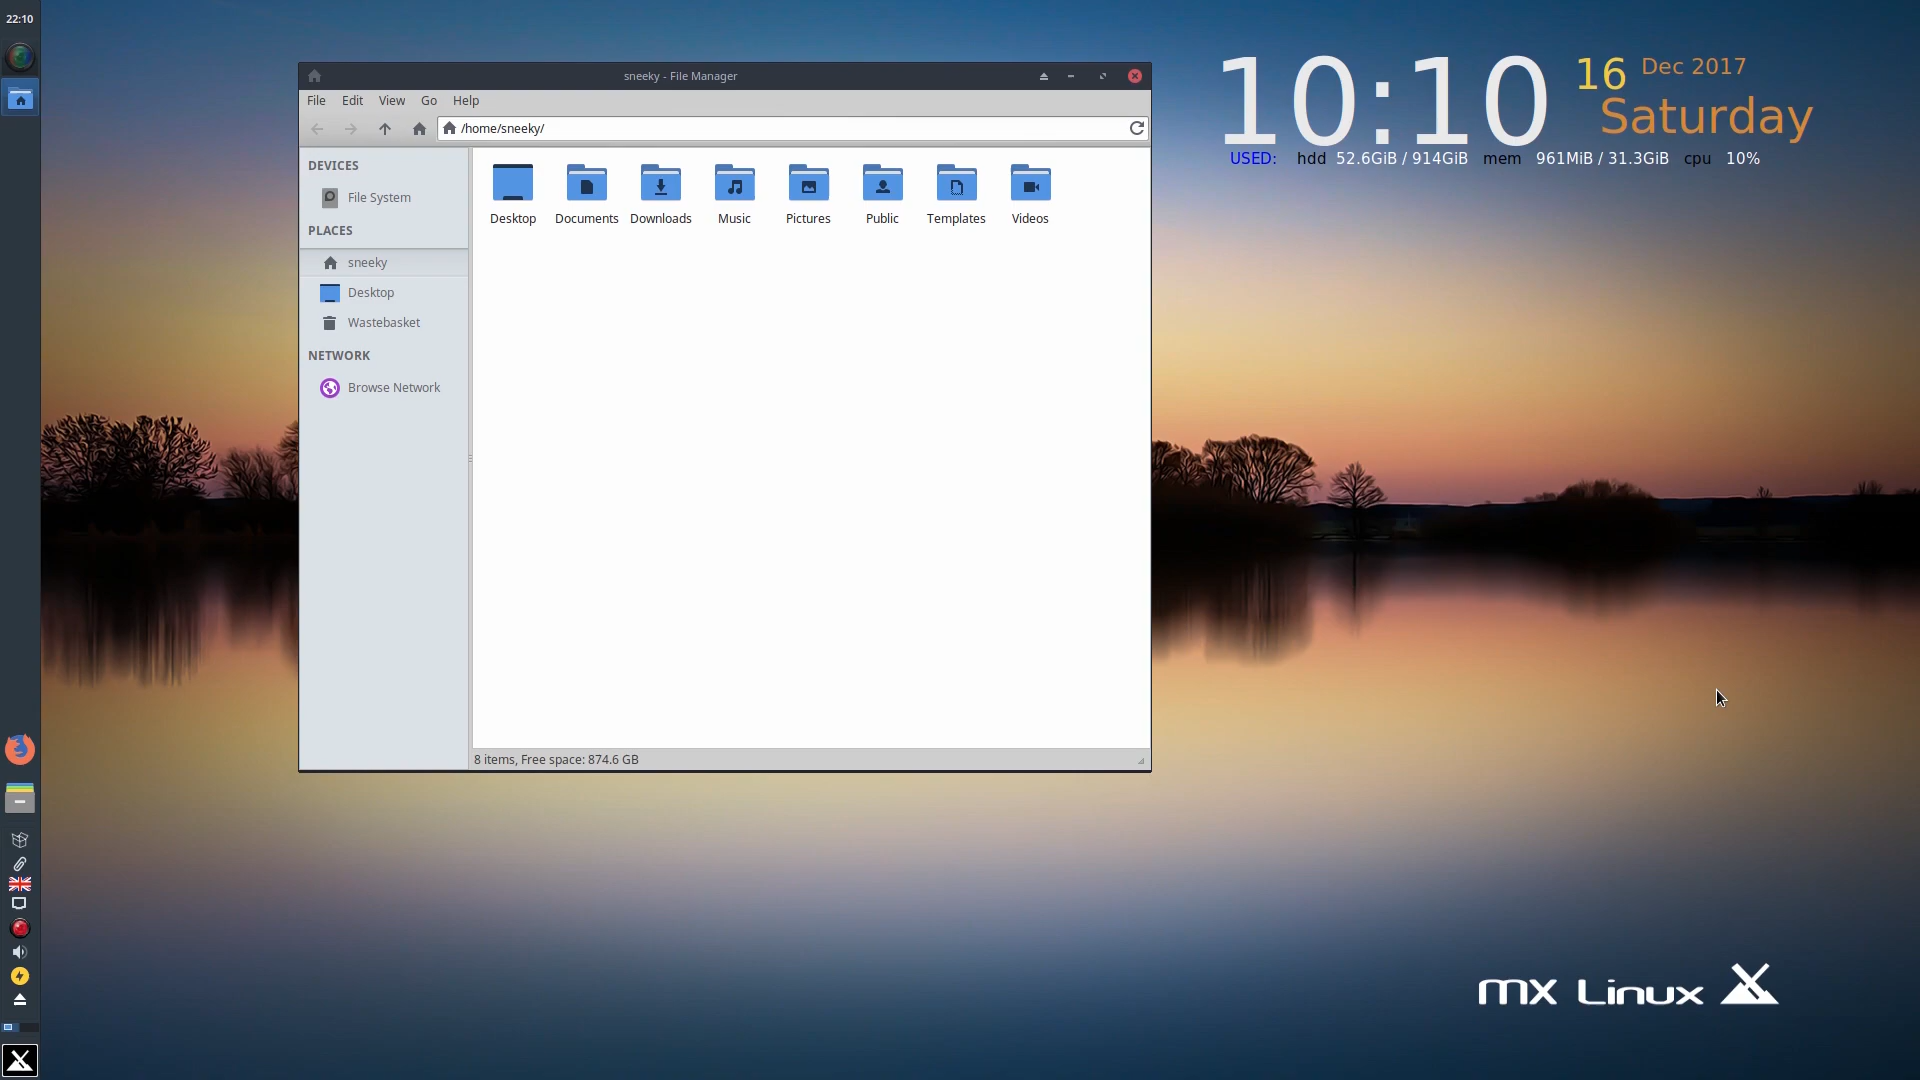 22:10
sneeky - File Manager
File Edit View Go Help
/home/sneeky/
DEVICES
File System
PLACES
sneeky
Desktop
Wastebasket
NETWORK
Browse Network
Desktop Documents Downloads Music Pictures Public Templates Videos
8 items, Free space: 874.6 GB
10:10 16 Dec 2017
Saturday
USED: hdd 52.6GiB / 914GiB mem 961MiB / 31.3GiB cpu 10%
mx Linux